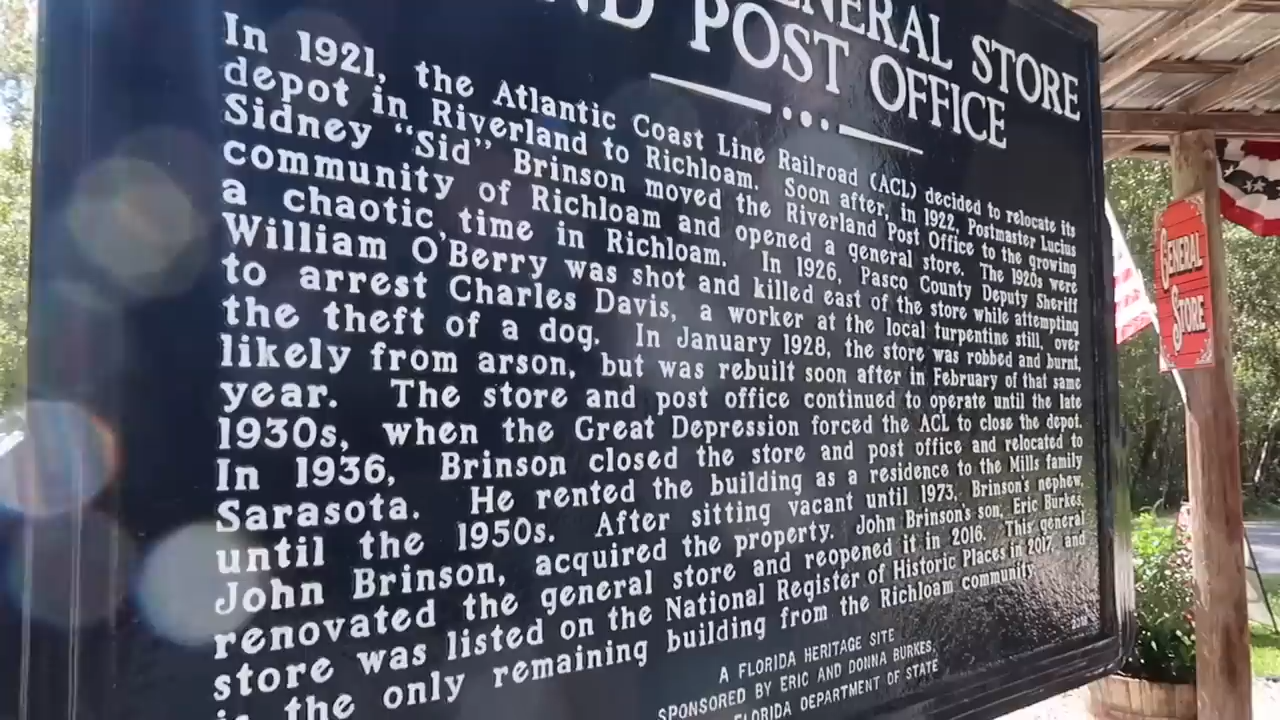 GENERAL STORE
AND POST OFFICE
In 1921, the Atlantic Coast Line Railroad (ACL) decided to relocate its
depot in Riverland to Richloam. Soon after, in 1922, Postmaster Lucius
Sidney “Sid” Brinson moved the Riverland Post Office to the growing
community of Richloam and opened a general store. The 1920s were
a chaotic time in Richloam. In 1926, Pasco County Deputy Sheriff
William O’Berry was shot and killed east of the store while attempting
to arrest Charles Davis, a worker at the local turpentine still, over
the theft of a dog. In January 1928, the store was robbed and burnt,
likely from arson, but was rebuilt soon after in February of that same
year. The store and post office continued to operate until the late
1930s, when the Great Depression forced the ACL to close the depot.
In 1936, Brinson closed the store and post office and relocated to
Sarasota. He rented the building as a residence to the Mills family
until the 1950s. After sitting vacant until 1973, Brinson’s nephew,
John Brinson, acquired the property. John Brinson’s son, Eric Burkes,
renovated the general store and reopened it in 2016. This general
store was listed on the National Register of Historic Places in 2017, and
is the only remaining building from the Richloam community.
A FLORIDA HERITAGE SITE
SPONSORED BY ERIC AND DONNA BURKES,
FLORIDA DEPARTMENT OF STATE
GENERAL
STORE